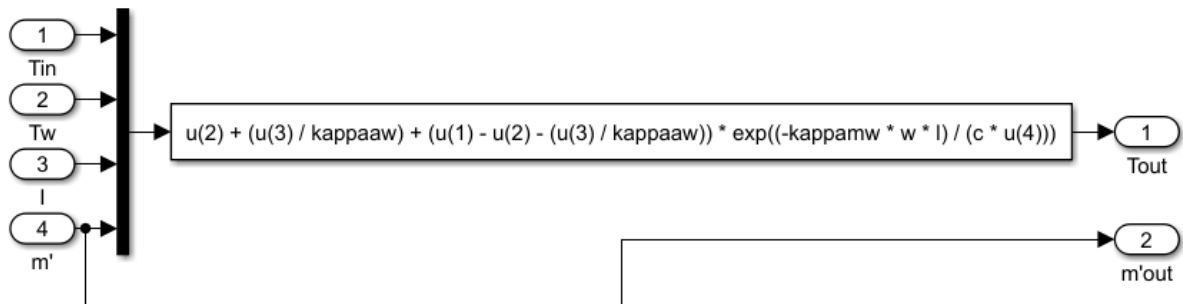 1
Tin
2
Tw
3
I
4
m'
u(2) + (u(3) / kappaaw) + (u(1) - u(2) - (u(3) / kappaaw)) * exp((-kappamw * w * l) / (c * u(4)))
1
Tout
2
m'out